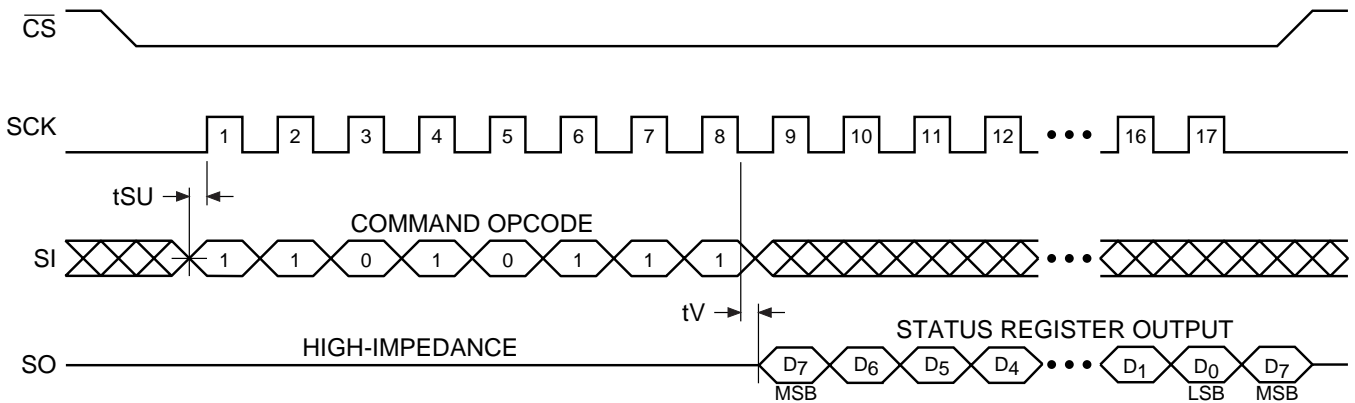 CS
SCK 1 2 3 4 5 6 7 8 9 10 11 12 ••• 16 17
tSU
COMMAND OPCODE
SI 1 1 0 1 0 1 1 1 •••
tV
STATUS REGISTER OUTPUT
HIGH-IMPEDANCE
SO D7 D6 D5 D4 ••• D1 D0 D7
MSB LSB MSB